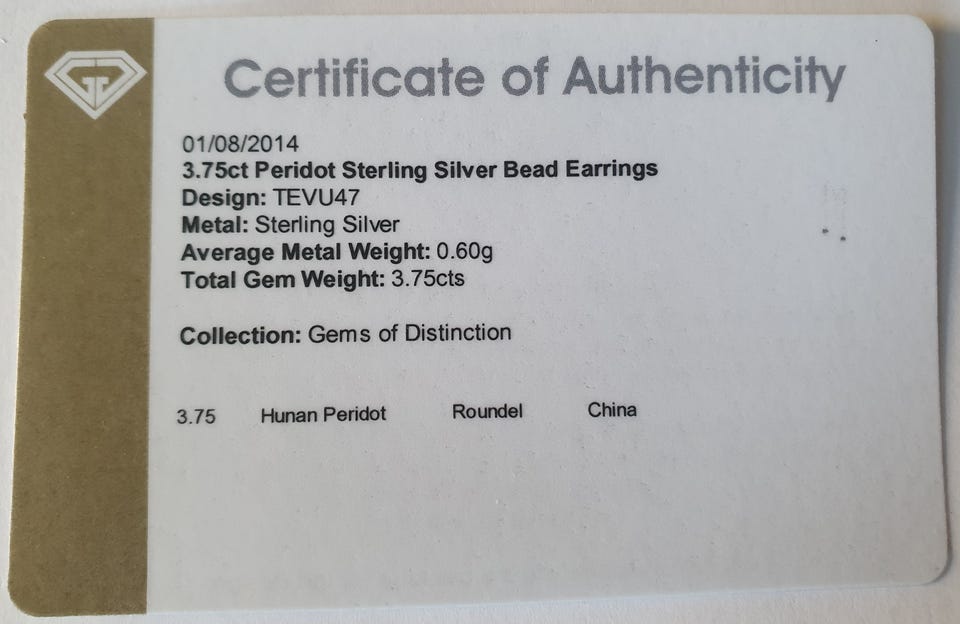 Certificate of Authenticity
01/08/2014
3.75ct Peridot Sterling Silver Bead Earrings
Design: TEVU47
Metal: Sterling Silver
Average Metal Weight: 0.60g
Total Gem Weight: 3.75cts
Collection: Gems of Distinction
3.75 Hunan Peridot Roundel China